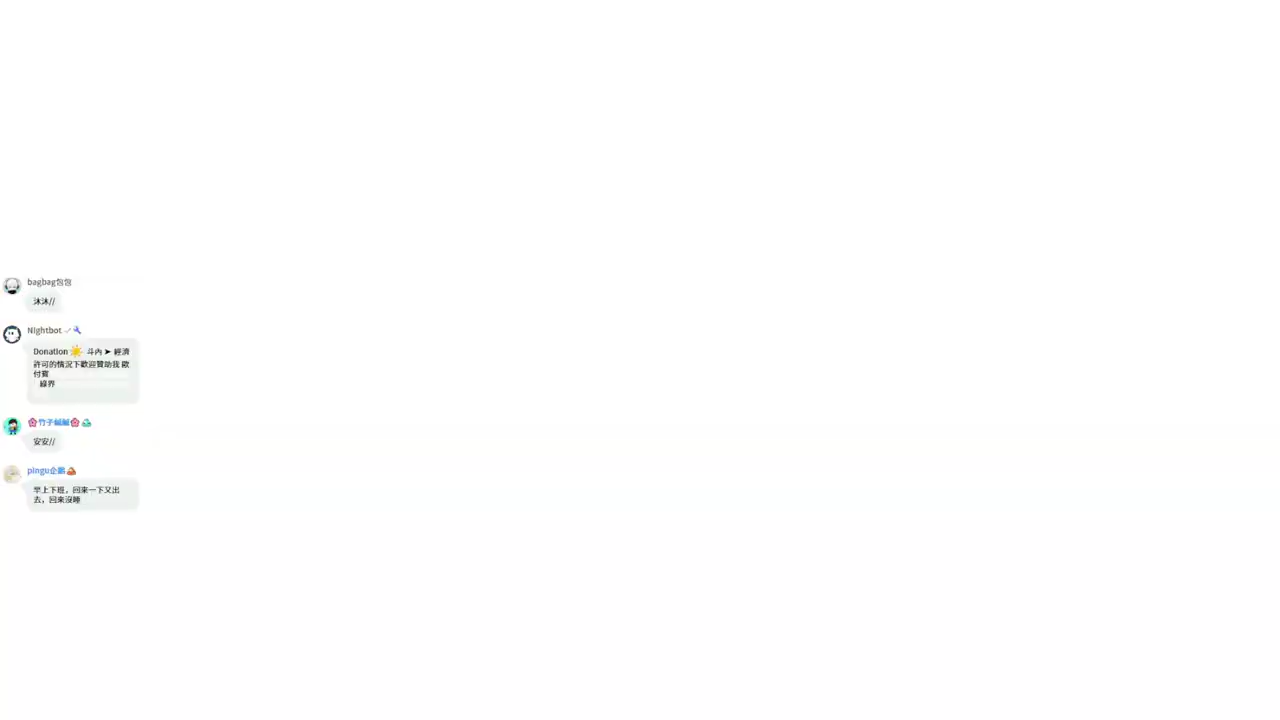 bagbag包包
沐沐//
Nightbot
Donation ☀️ 斗內 ➤ 經濟
許可的情況下歡迎贊助我 歐
付寶
綠界
🌸竹子鹹鹹🌸
安安//
pingu企鵝
早上下班，回來一下又出
去，回來沒睡